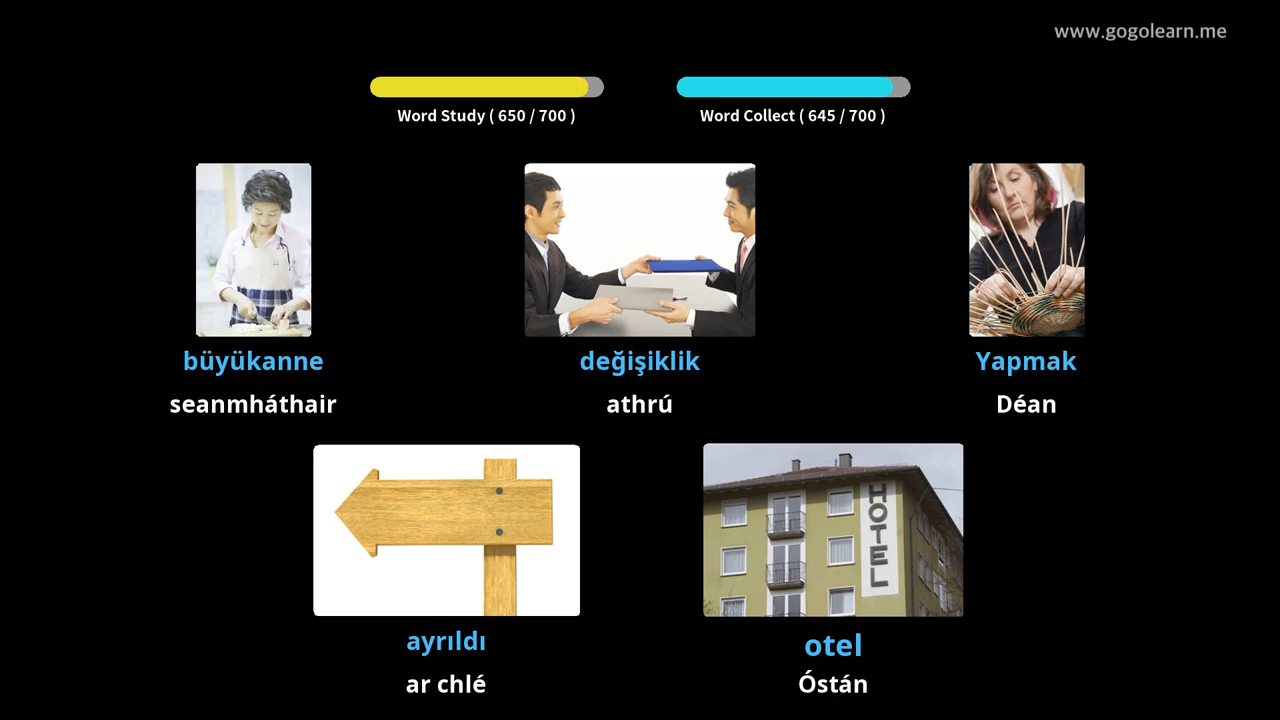 www.gogolearn.me
Word Study ( 650 / 700 )
Word Collect ( 645 / 700 )
büyükanne
değişiklik
Yapmak
seanmháthair
athrú
Déan
HOTEL
ayrıldı
otel
ar chlé
Óstán